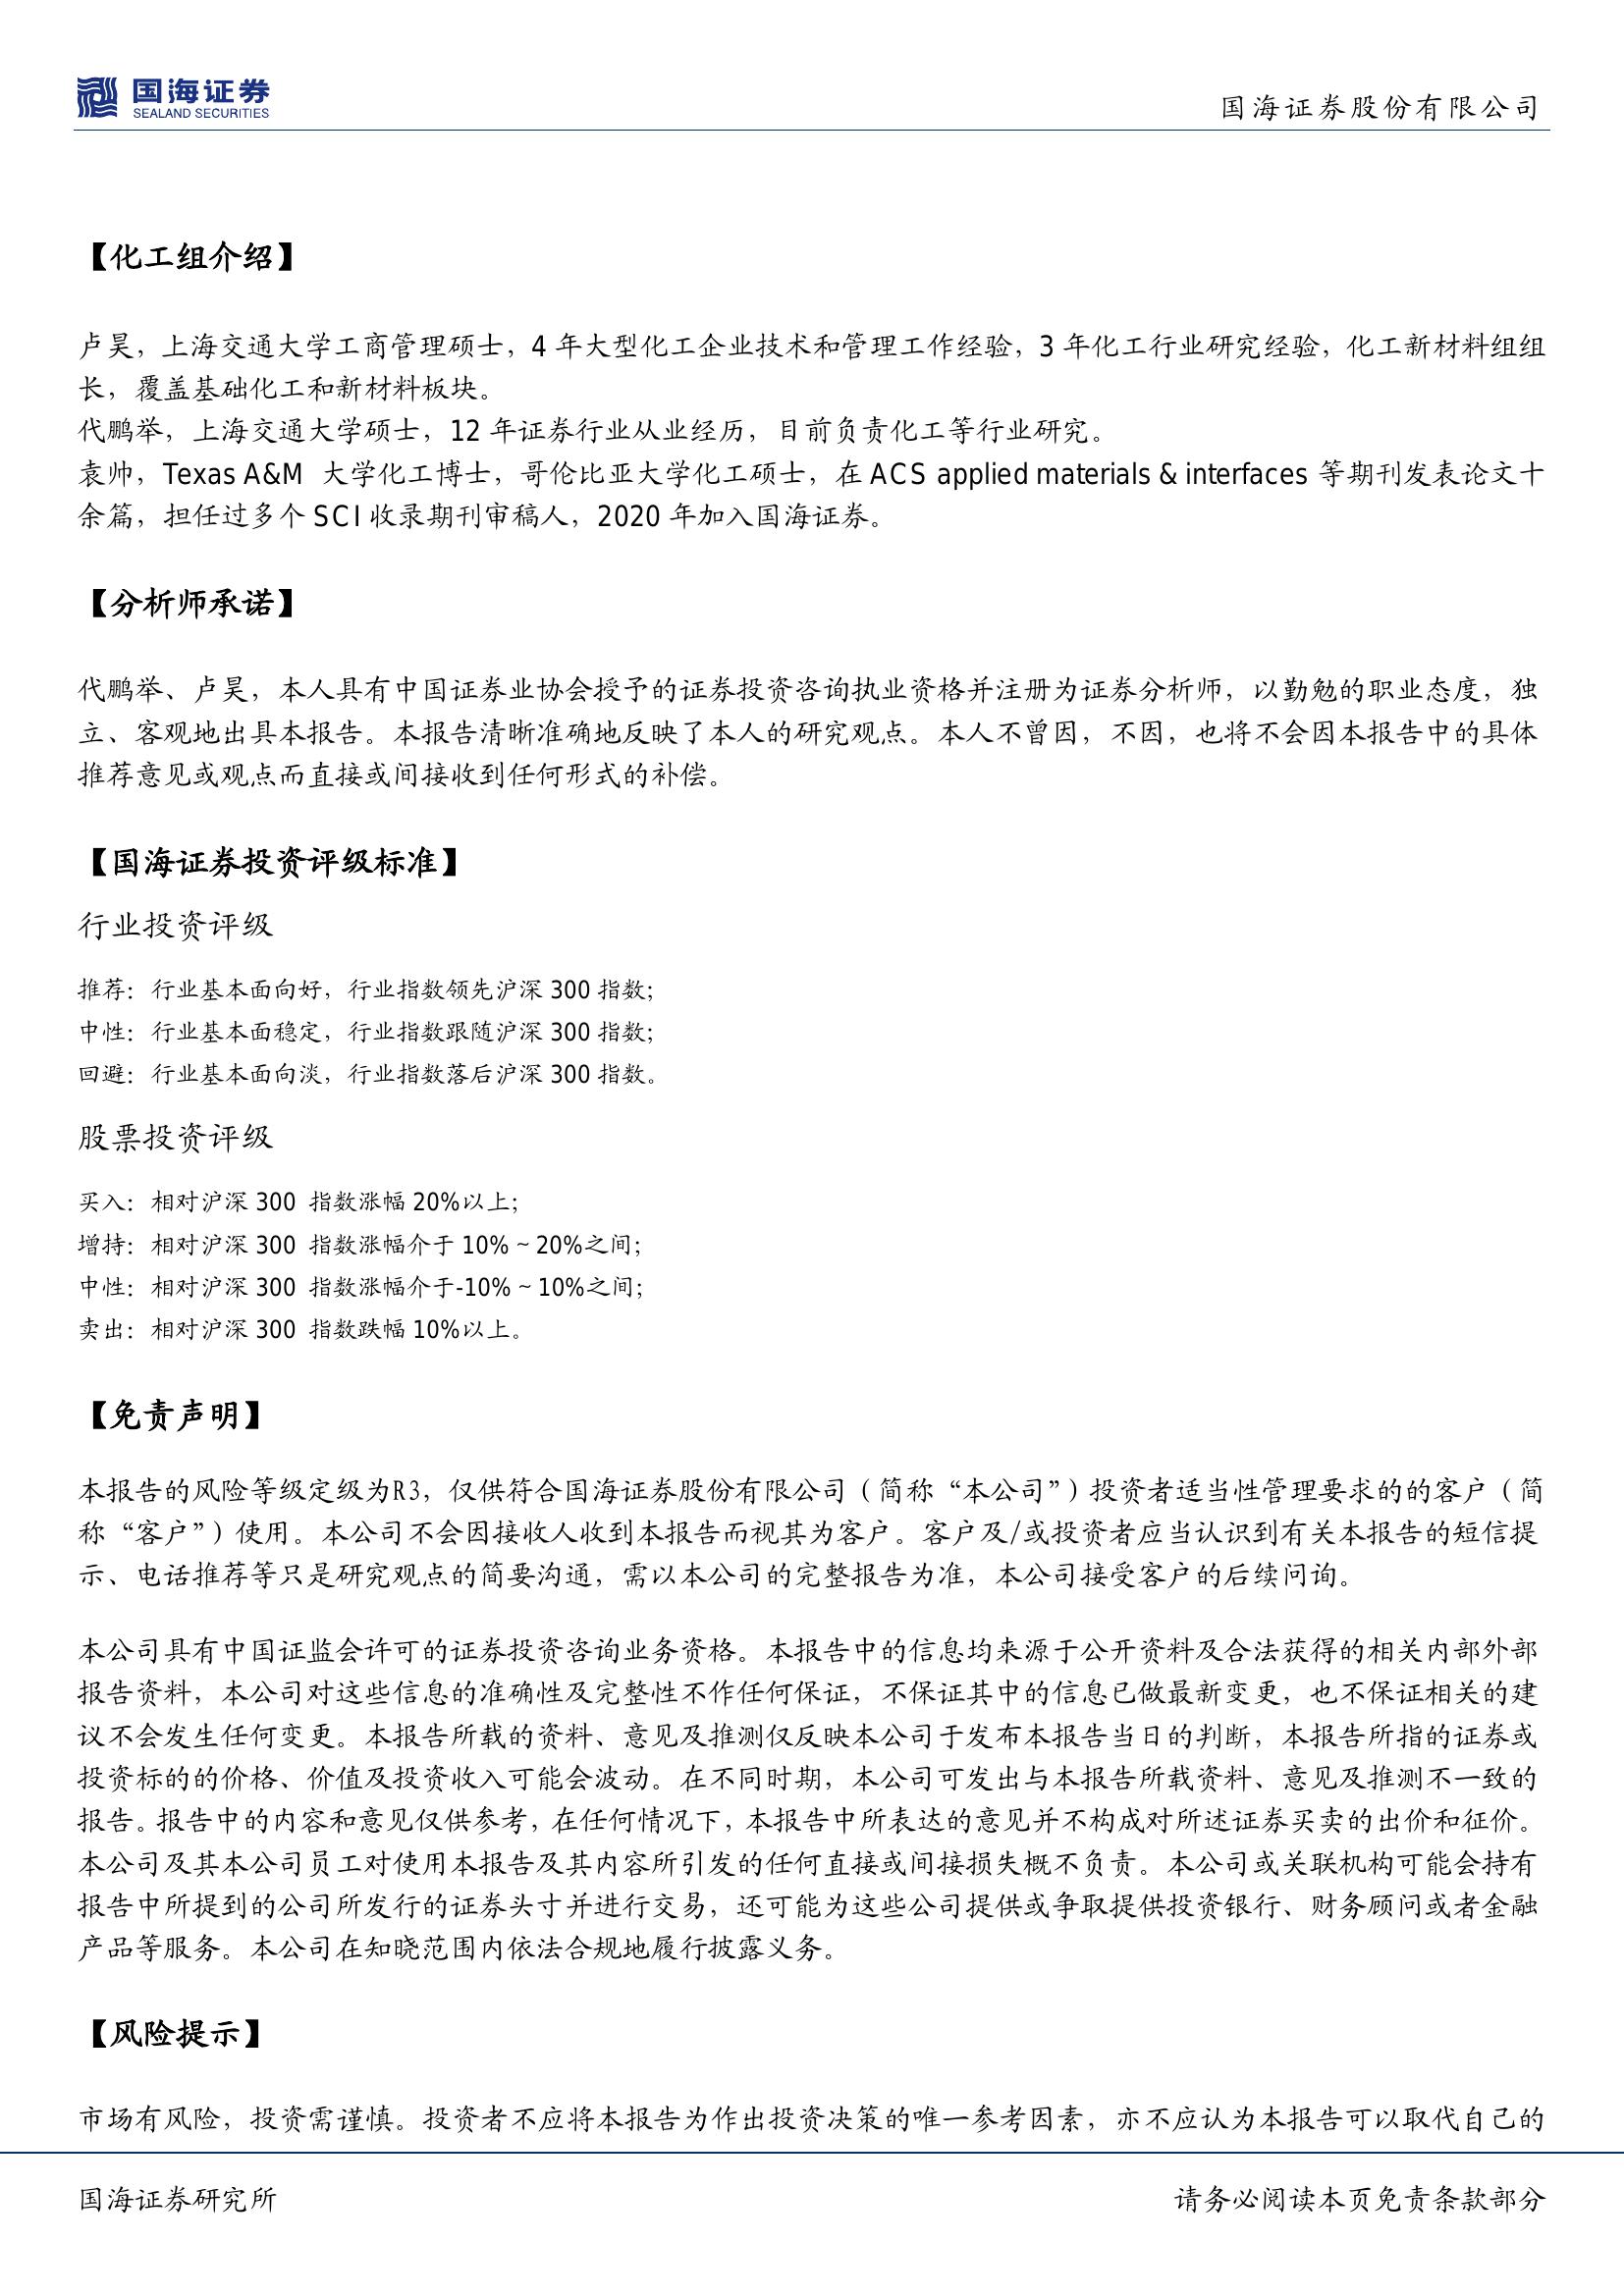 国海证券
SEALAND SECURITIES
国海证券股份有限公司
【化工组介绍】
卢昊，上海交通大学工商管理硕士，4 年大型化工企业技术和管理工作经验，3 年化工行业研究经验，化工新材料组组
长，覆盖基础化工和新材料板块。
代鹏举，上海交通大学硕士，12 年证券行业从业经历，目前负责化工等行业研究。
袁帅，Texas A&M 大学化工博士，哥伦比亚大学化工硕士，在 ACS applied materials & interfaces 等期刊发表论文十
余篇，担任过多个 SCI 收录期刊审稿人，2020 年加入国海证券。
【分析师承诺】
代鹏举、卢昊，本人具有中国证券业协会授予的证券投资咨询执业资格并注册为证券分析师，以勤勉的职业态度，独
立、客观地出具本报告。本报告清晰准确地反映了本人的研究观点。本人不曾因，不因，也将不会因本报告中的具体
推荐意见或观点而直接或间接收到任何形式的补偿。
【国海证券投资评级标准】
行业投资评级
推荐：行业基本面向好，行业指数领先沪深 300 指数；
中性：行业基本面稳定，行业指数跟随沪深 300 指数；
回避：行业基本面向淡，行业指数落后沪深 300 指数。
股票投资评级
买入：相对沪深 300 指数涨幅 20%以上；
增持：相对沪深 300 指数涨幅介于 10%～20%之间；
中性：相对沪深 300 指数涨幅介于-10%～10%之间；
卖出：相对沪深 300 指数跌幅 10%以上。
【免责声明】
本报告的风险等级定级为R3，仅供符合国海证券股份有限公司（简称“本公司”）投资者适当性管理要求的的客户（简
称“客户”）使用。本公司不会因接收人收到本报告而视其为客户。客户及/或投资者应当认识到有关本报告的短信提
示、电话推荐等只是研究观点的简要沟通，需以本公司的完整报告为准，本公司接受客户的后续问询。
本公司具有中国证监会许可的证券投资咨询业务资格。本报告中的信息均来源于公开资料及合法获得的相关内部外部
报告资料，本公司对这些信息的准确性及完整性不作任何保证，不保证其中的信息已做最新变更，也不保证相关的建
议不会发生任何变更。本报告所载的资料、意见及推测仅反映本公司于发布本报告当日的判断，本报告所指的证券或
投资标的的价格、价值及投资收入可能会波动。在不同时期，本公司可发出与本报告所载资料、意见及推测不一致的
报告。报告中的内容和意见仅供参考，在任何情况下，本报告中所表达的意见并不构成对所述证券买卖的出价和征价。
本公司及其本公司员工对使用本报告及其内容所引发的任何直接或间接损失概不负责。本公司或关联机构可能会持有
报告中所提到的公司所发行的证券头寸并进行交易，还可能为这些公司提供或争取提供投资银行、财务顾问或者金融
产品等服务。本公司在知晓范围内依法合规地履行披露义务。
【风险提示】
市场有风险，投资需谨慎。投资者不应将本报告为作出投资决策的唯一参考因素，亦不应认为本报告可以取代自己的
国海证券研究所
请务必阅读本页免责条款部分